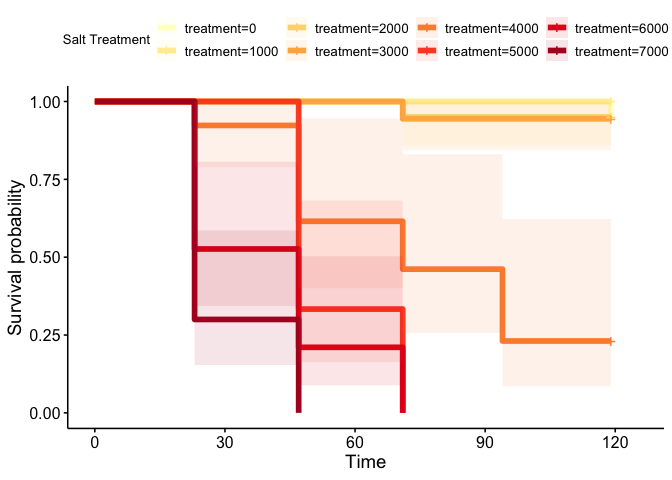 Salt Treatment
treatment=0 treatment=2000 treatment=4000 treatment=6000
treatment=1000 treatment=3000 treatment=5000 treatment=7000
1.00
0.75
0.50
0.25
0.00
Survival probability
0 30 60 90 120
Time